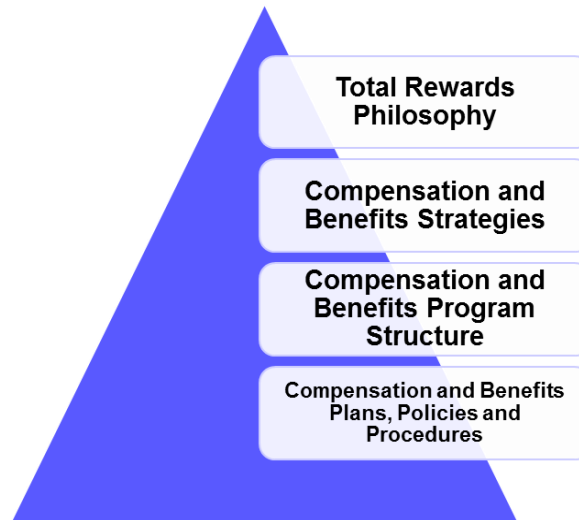 Total Rewards
Philosophy
Compensation and
Benefits Strategies
Compensation and
Benefits Program
Structure
Compensation and Benefits
Plans, Policies and
Procedures